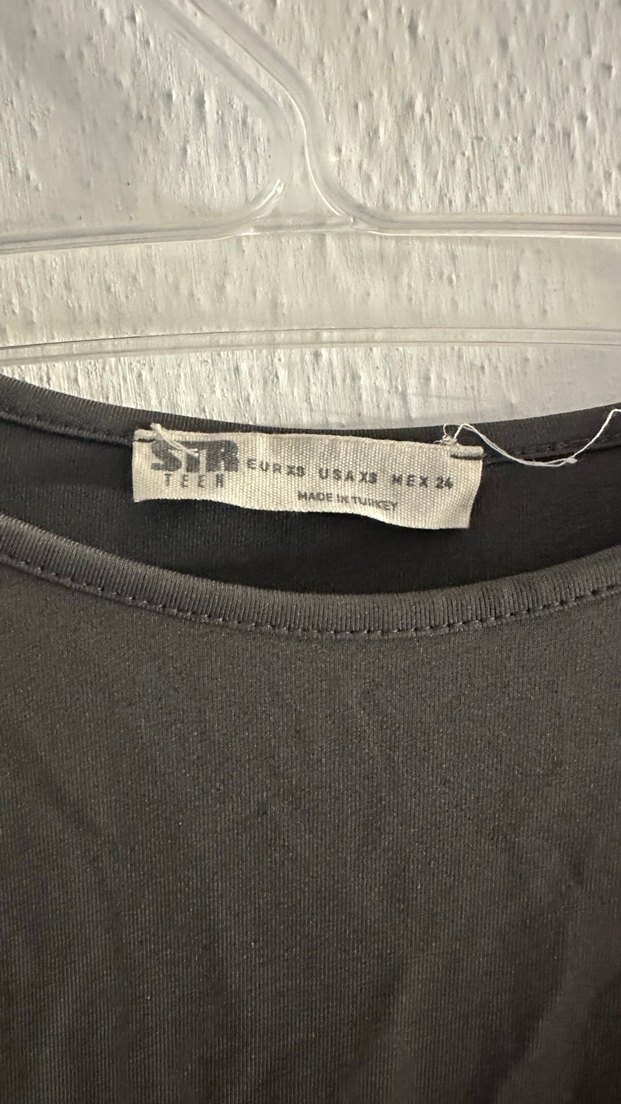 STR
TEEN
EUR XS USA XS MEX 24
MADE IN TURKEY